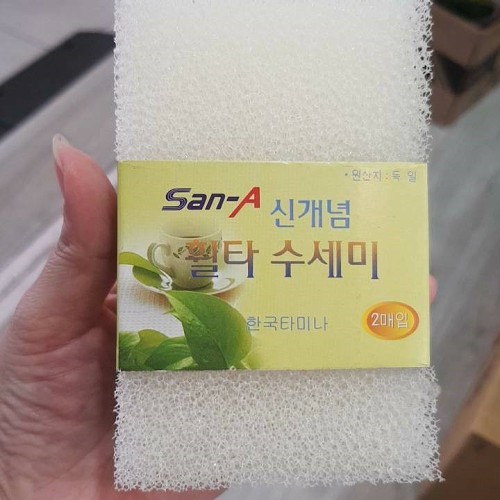 • 원산지 : 독 일
San-A 신개념
필타 수세미
한국타미나
2매입